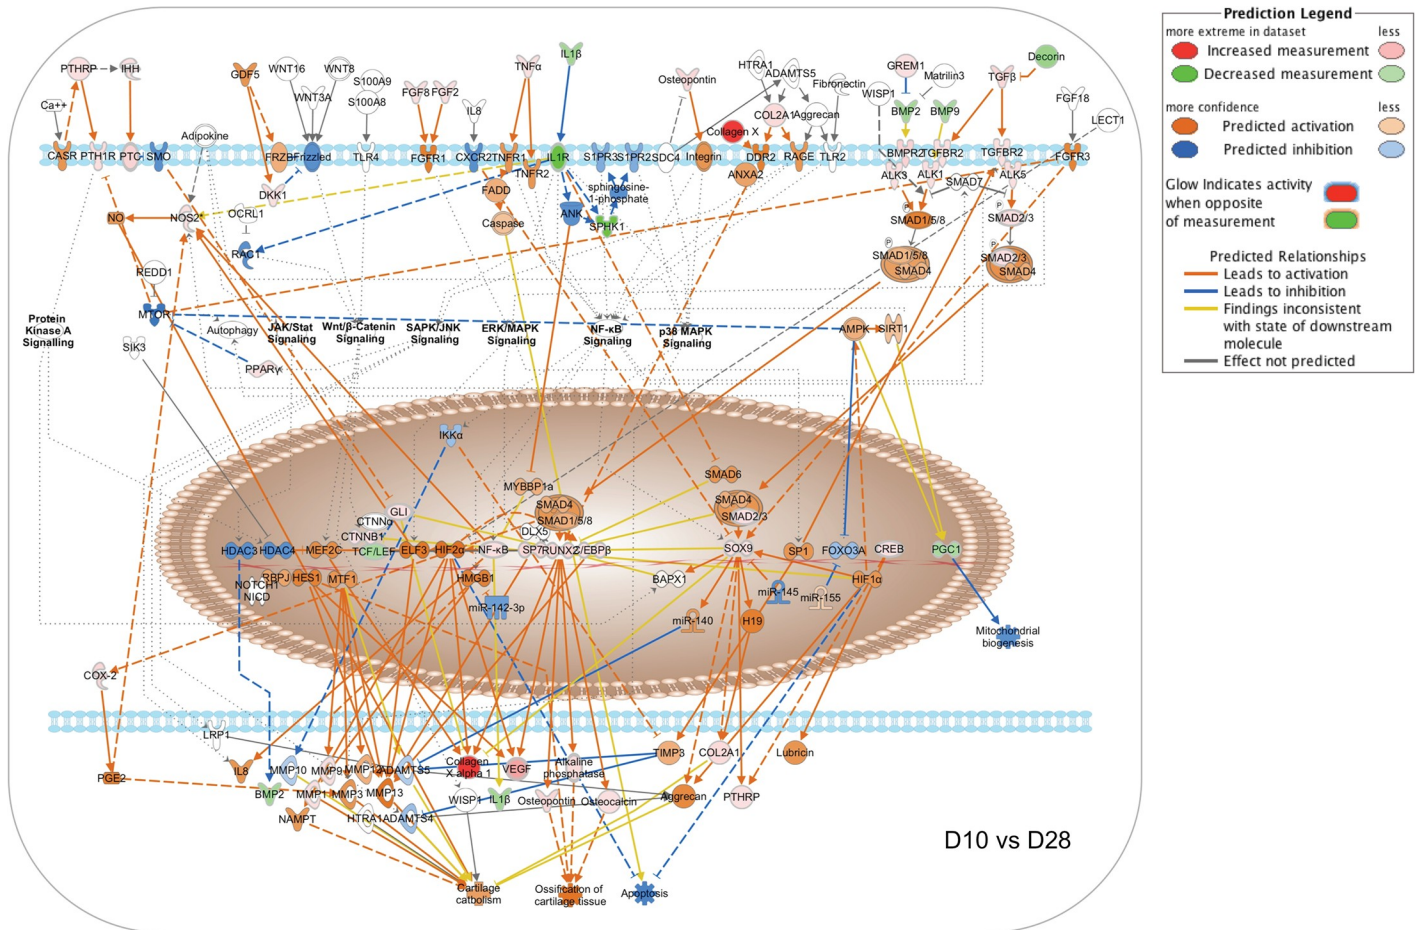 Prediction Legend
more extreme in dataset less
Increased measurement
Decreased measurement
more confidence less
Predicted activation
Predicted inhibition
Glow Indicates activity
when opposite
of measurement
Predicted Relationships
Leads to activation
Leads to inhibition
Findings inconsistent
with state of downstream
molecule
Effect not predicted
PTHRP
IHH
Ca++
GDF5
WNT16
WNT8
WNT3A
S100A9
S100A8
FGF8
FGF2
IL8
TNFα
IL1β
Osteopontin
HTRA1
ADAMTS5
Fibronectin
COL2A1
Aggrecan
Collagen X
WISP1
GREM1
Matrilin3
BMP2
BMP9
TGFβ
Decorin
FGF18
LECT1
Adipokine
CASR
PTH1R
PTC
SMO
FRZB
Frizzled
TLR4
FGFR1
CXCR2
TNFR1
TNFR2
IL1R
S1PR3
S1PR2
SDC4
Integrin
DDR2
RAGE
TLR2
ANXA2
BMPR2
TGFBR2
ALK3
ALK1
SMAD7
TGFBR2
ALK5
FGFR3
DKK1
FADD
Caspase
ANK
sphingosine-
1-phosphate
SPHK1
NO
NOS2
OCRL1
RAC1
P
SMAD1/5/8
P
SMAD2/3
P
SMAD1/5/8
SMAD4
P
SMAD2/3
SMAD4
REDD1
MTOR
SIK3
Autophagy
PPARγ
AMPK
SIRT1
Protein
Kinase A
Signalling
JAK/Stat
Signaling
Wnt/β-Catenin
Signaling
SAPK/JNK
Signaling
ERK/MAPK
Signaling
NF-κB
Signaling
p38 MAPK
Signaling
IKKα
MYBBP1a
SMAD4
SMAD1/5/8
SMAD6
SMAD4
SMAD2/3
GLI
CTNNα
CTNNB1
TCF/LEF
DLX5
HDAC3
HDAC4
MEF2C
ELF3
HIF2α
NF-κB
SP7
RUNX2
C/EBPβ
SOX9
SP1
FOXO3A
CREB
PGC1
NOTCH1
NICD
RBPJ
HES1
MTF1
HMGB1
miR-142-3p
BAPX1
miR-140
H19
miR-145
miR-155
HIF1α
Mitochondrial
biogenesis
COX-2
PGE2
LRP1
IL8
BMP2
NAMPT
MMP10
MMP9
MMP12
ADAMTS5
MMP1
MMP3
MMP13
HTRA1
ADAMTS4
Collagen
X alpha 1
WISP1
VEGF
IL1β
Alkaline
phosphatase
Osteopontin
Osteocalcin
TIMP3
COL2A1
Aggrecan
PTHRP
Lubricin
Cartilage
catbolism
Ossification of
cartilage tissue
Apoptosis
D10 vs D28